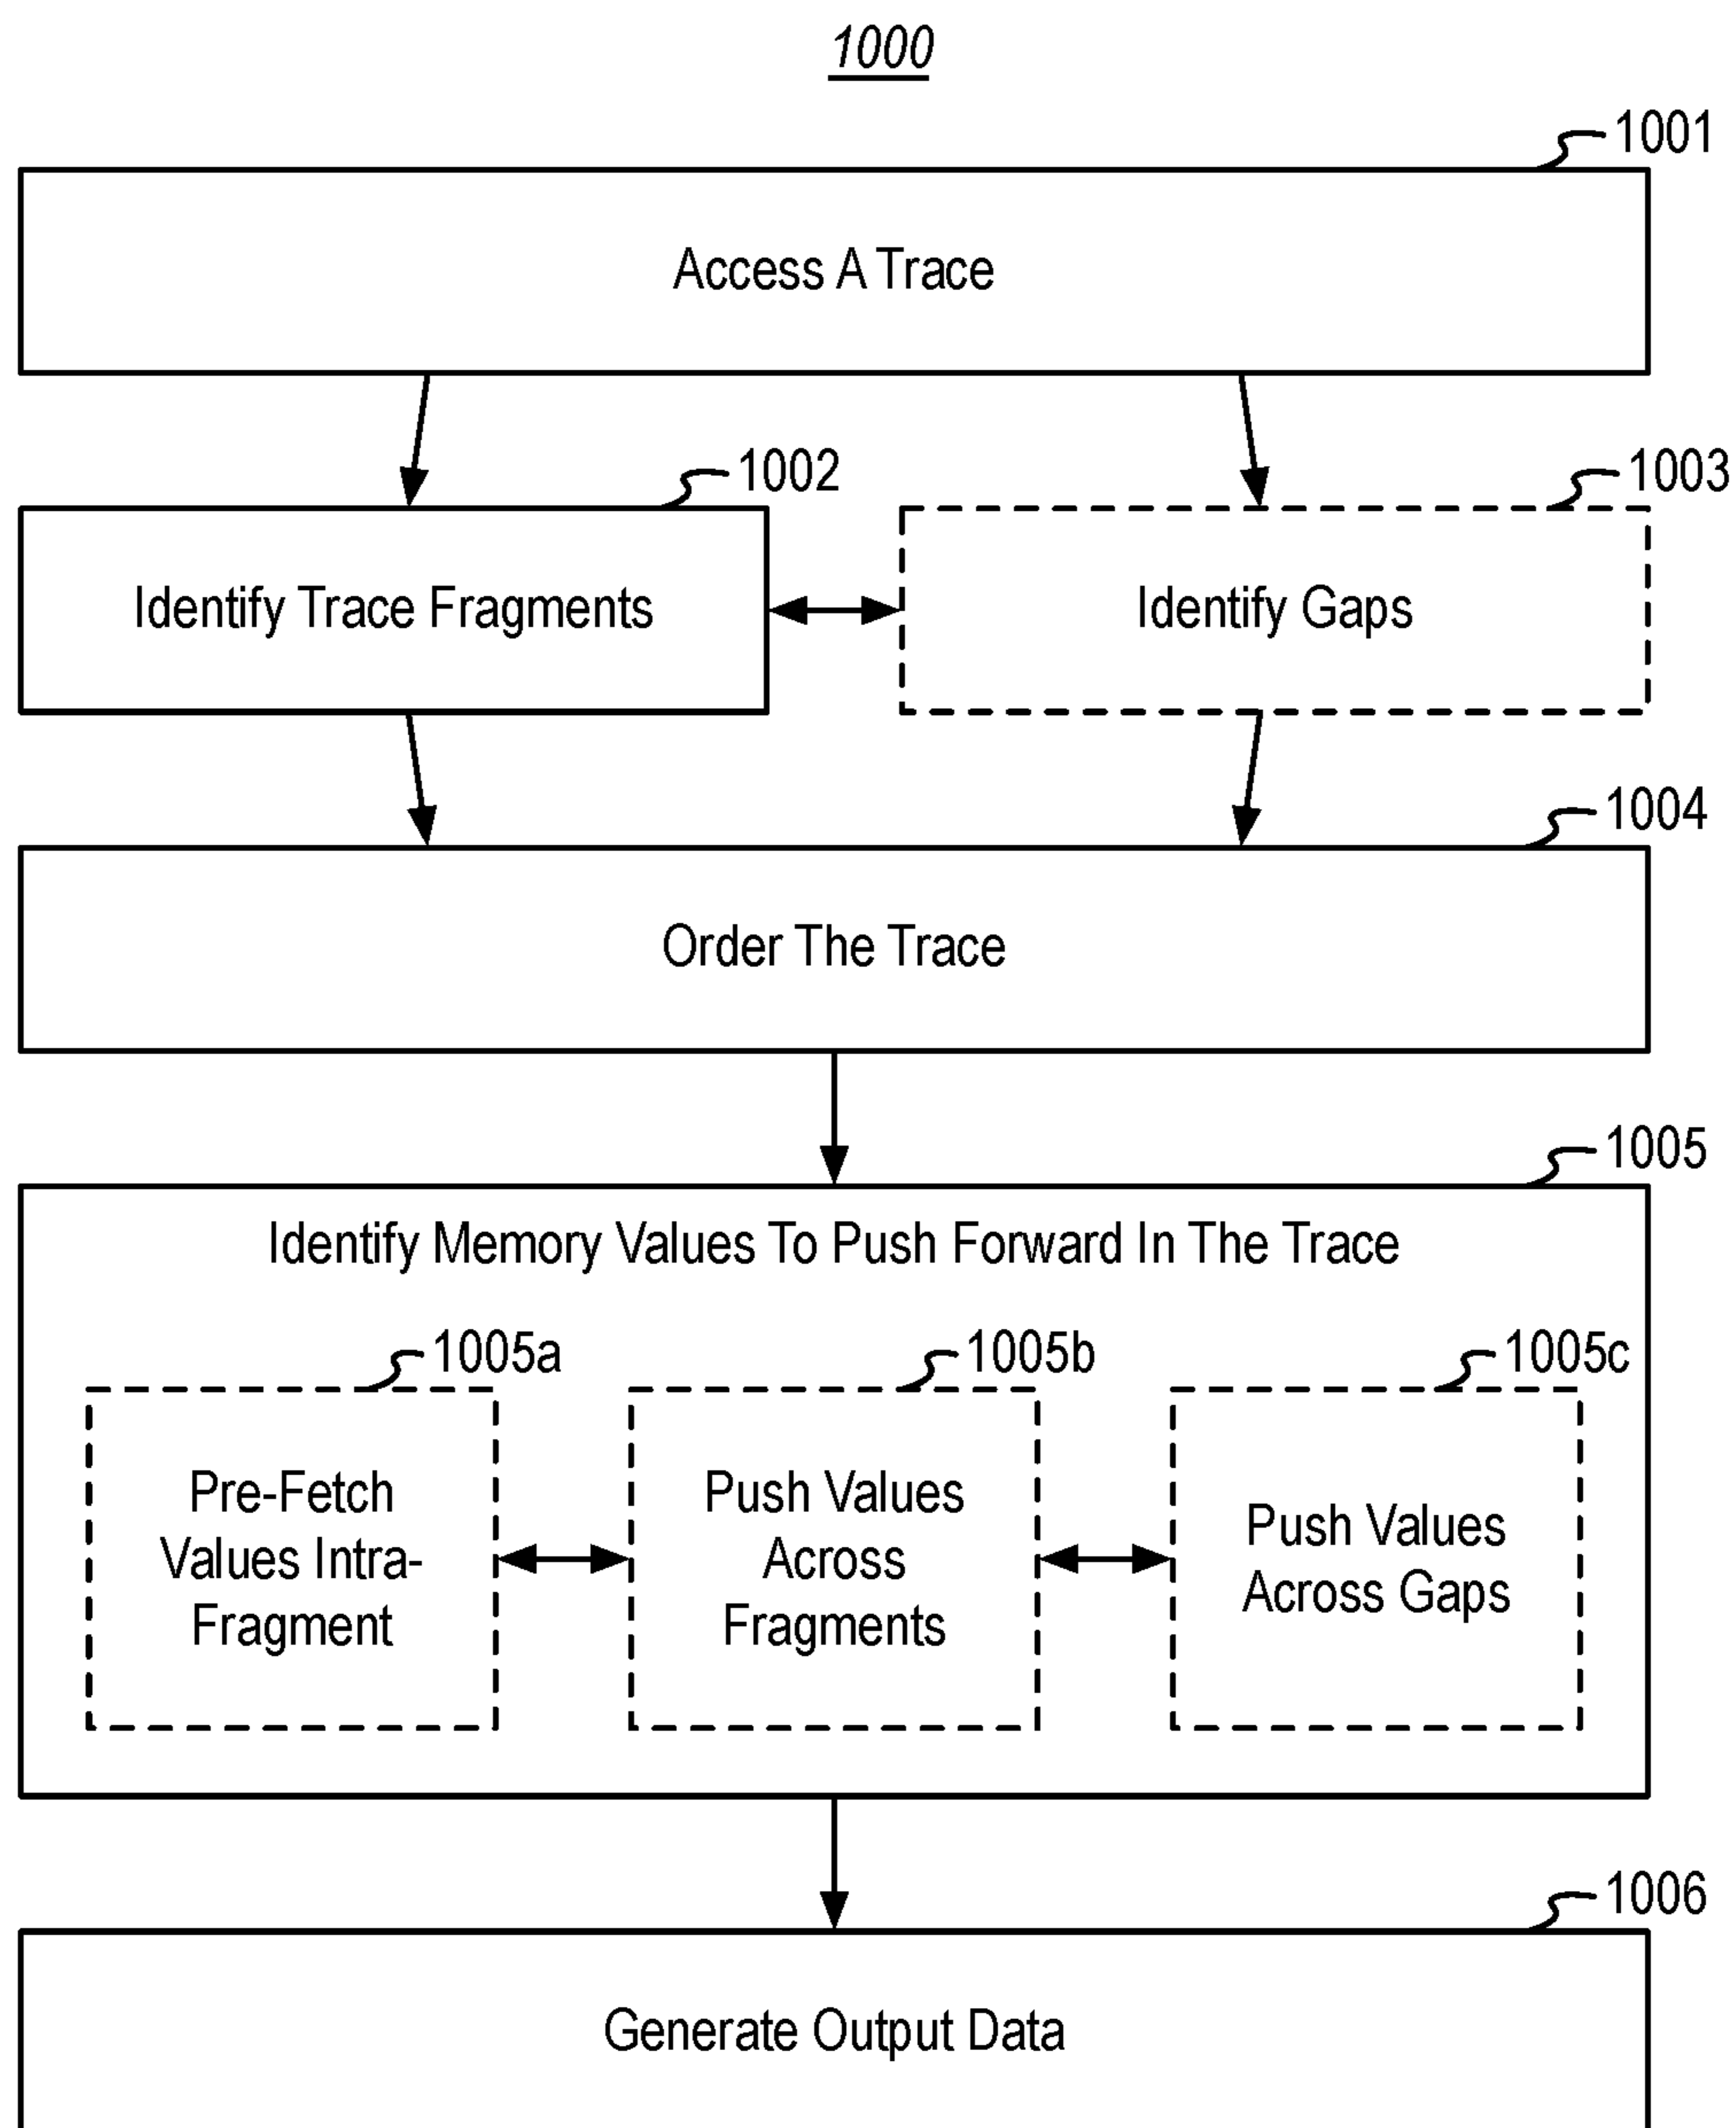 1000
1001
Access A Trace
1002
1003
Identify Trace Fragments
Identify Gaps
1004
Order The Trace
1005
Identify Memory Values To Push Forward In The Trace
1005a
1005b
1005c
Pre-Fetch
Values Intra-
Fragment
Push Values
Across
Fragments
Push Values
Across Gaps
1006
Generate Output Data